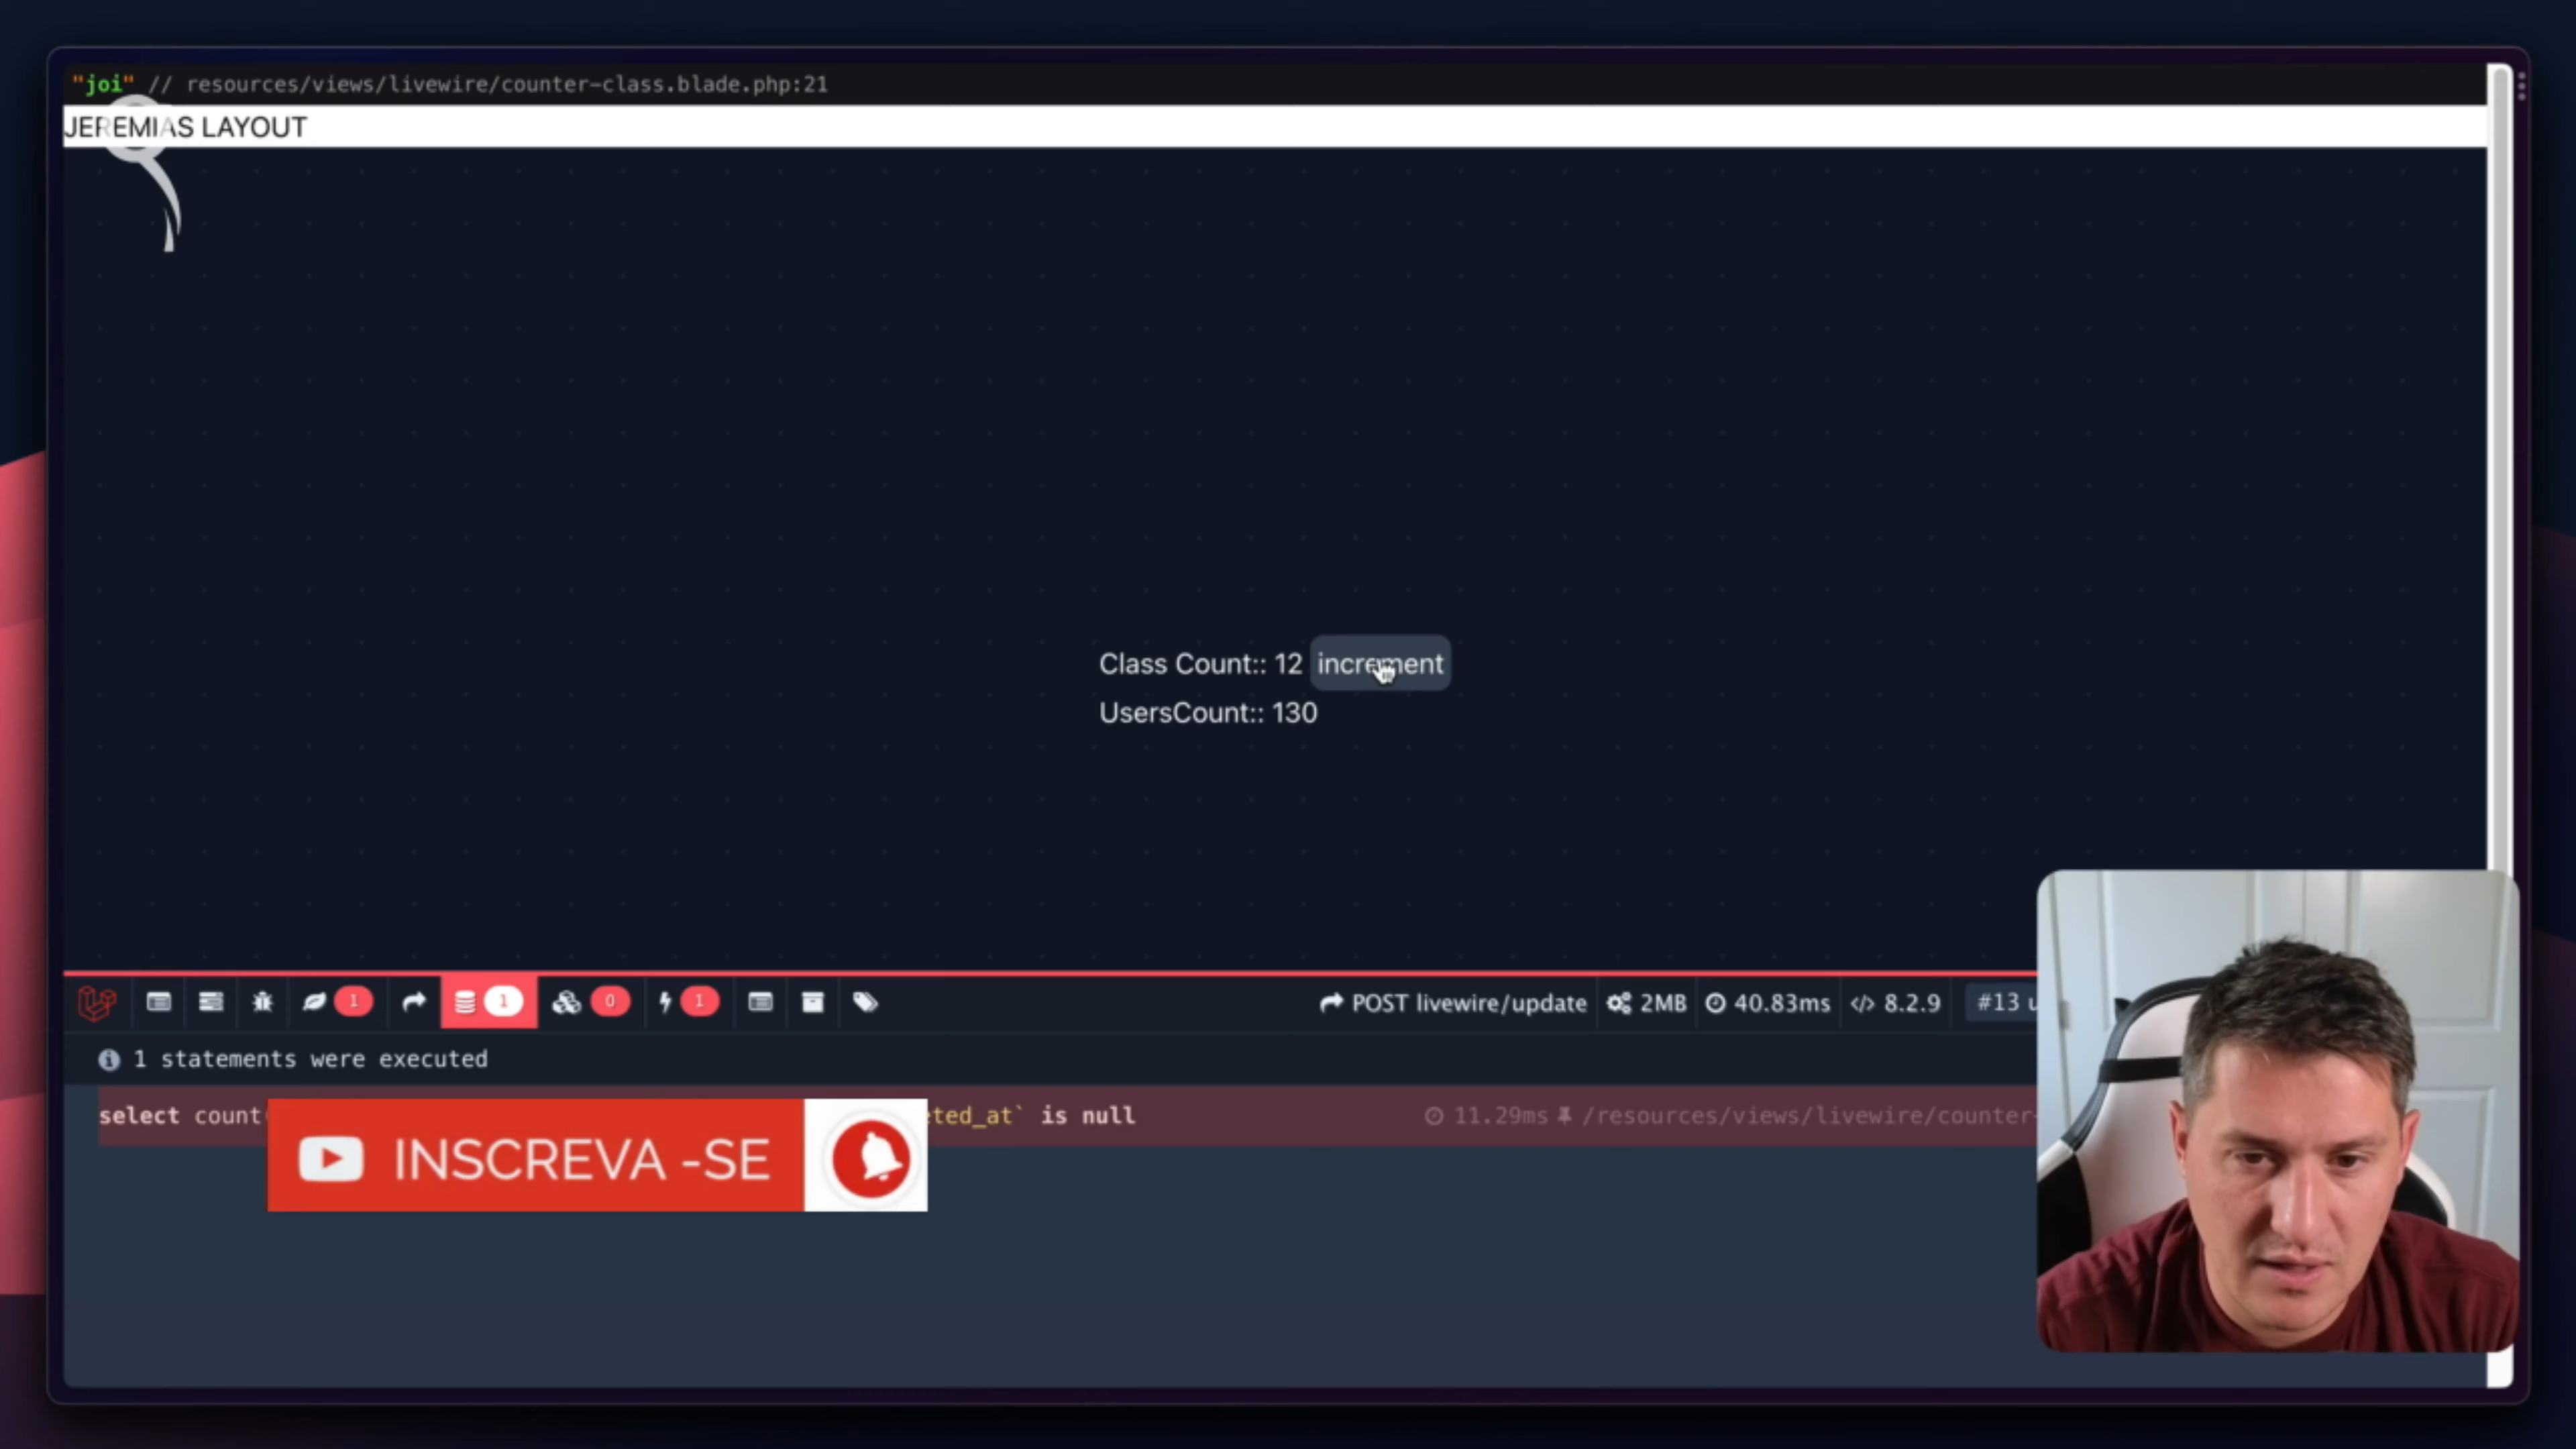 "joi" // resources/views/livewire/counter-class.blade.php:21
JEREMIAS LAYOUT
Class Count:: 12 increment
UsersCount:: 130
1 1 0 1 POST livewire/update 2MB 40.83ms 8.2.9 #13
1 statements were executed
select count eted_at` is null 11.29ms /resources/views/livewire/counter-
INSCREVA -SE